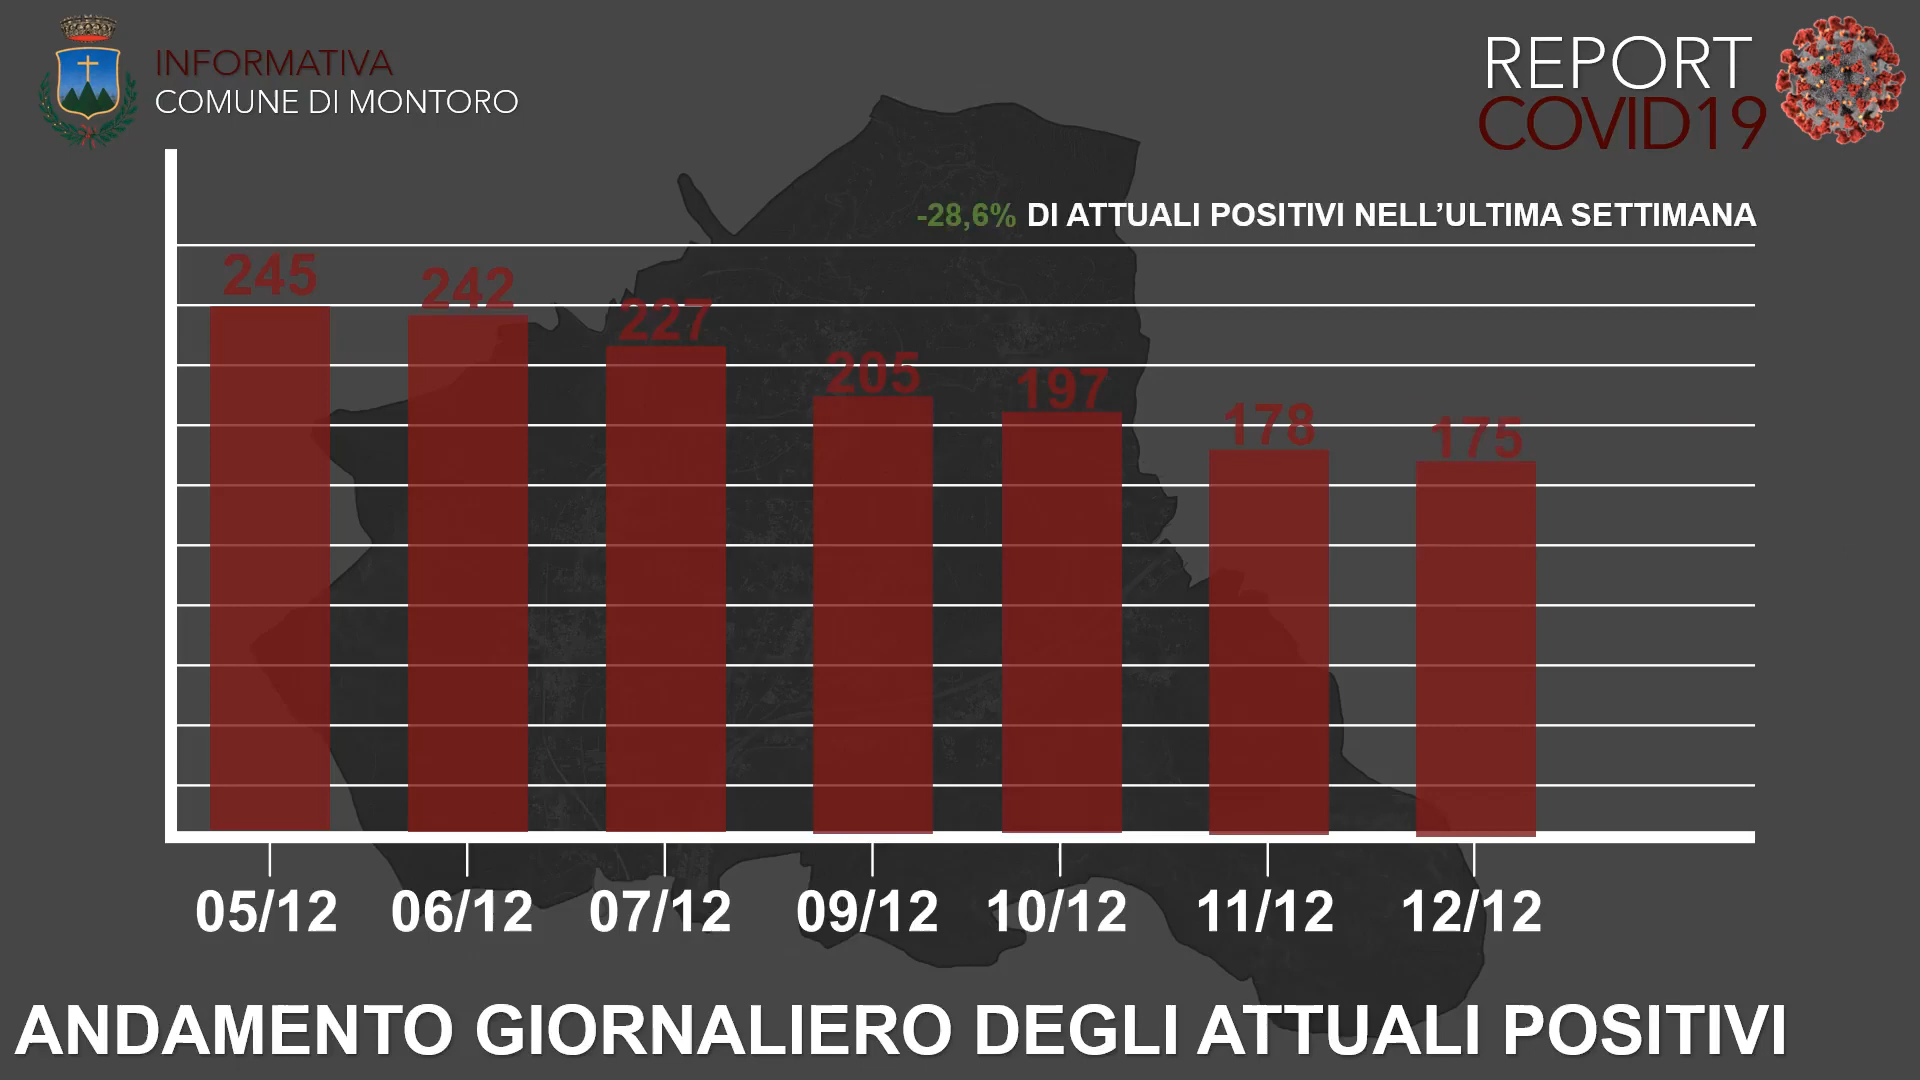 INFORMATIVA
COMUNE DI MONTORO
REPORT
COVID19
-28,6% DI ATTUALI POSITIVI NELL’ULTIMA SETTIMANA
245
242
227
205
197
178
175
05/12
06/12
07/12
09/12
10/12
11/12
12/12
ANDAMENTO GIORNALIERO DEGLI ATTUALI POSITIVI